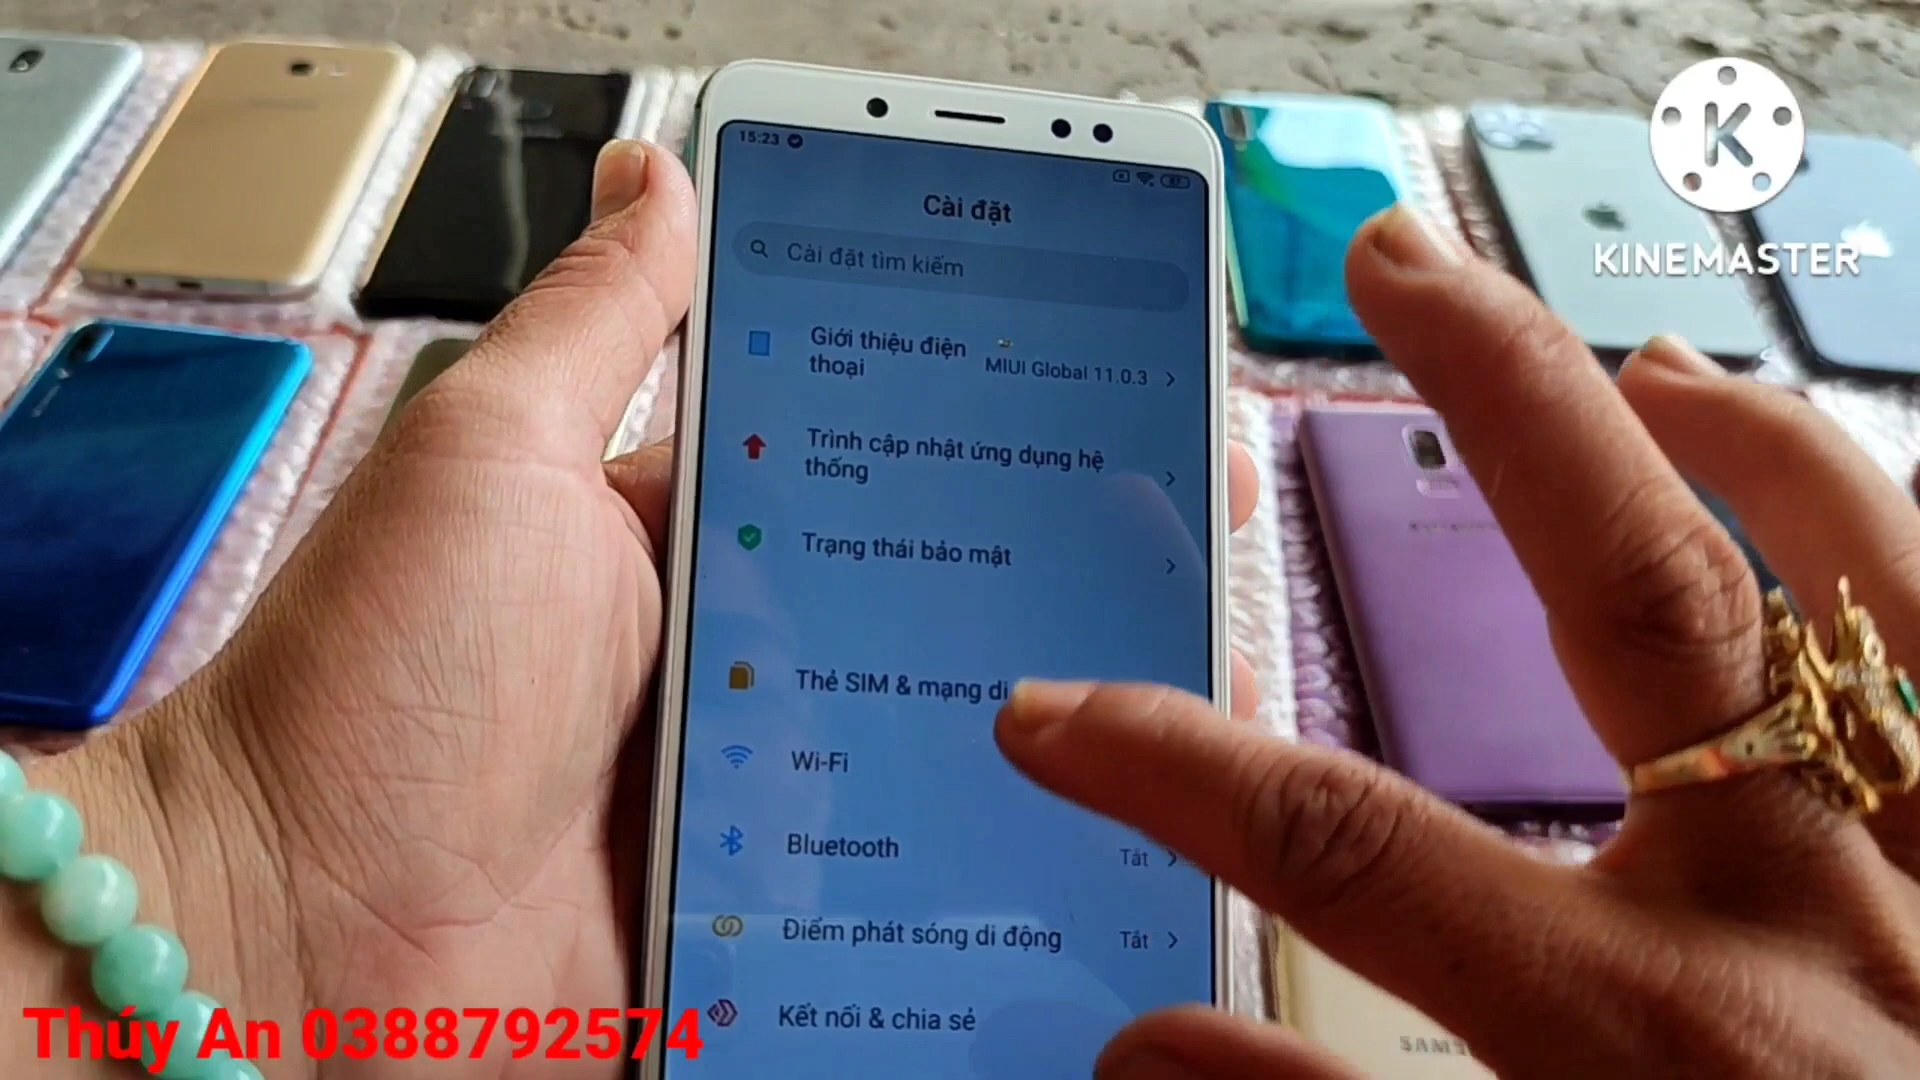 15:23
Cài đặt
Cài đặt tìm kiếm
Giới thiệu điện
thoại
MIUI Global 11.0.3
Trình cập nhật ứng dụng hệ
thống
Trạng thái bảo mật
Thẻ SIM & mạng di
Wi-Fi
Bluetooth
Tắt
Điểm phát sóng di động
Tắt
Kết nối & chia sẻ
K
KINEMASTER
Thúy An 0388792574